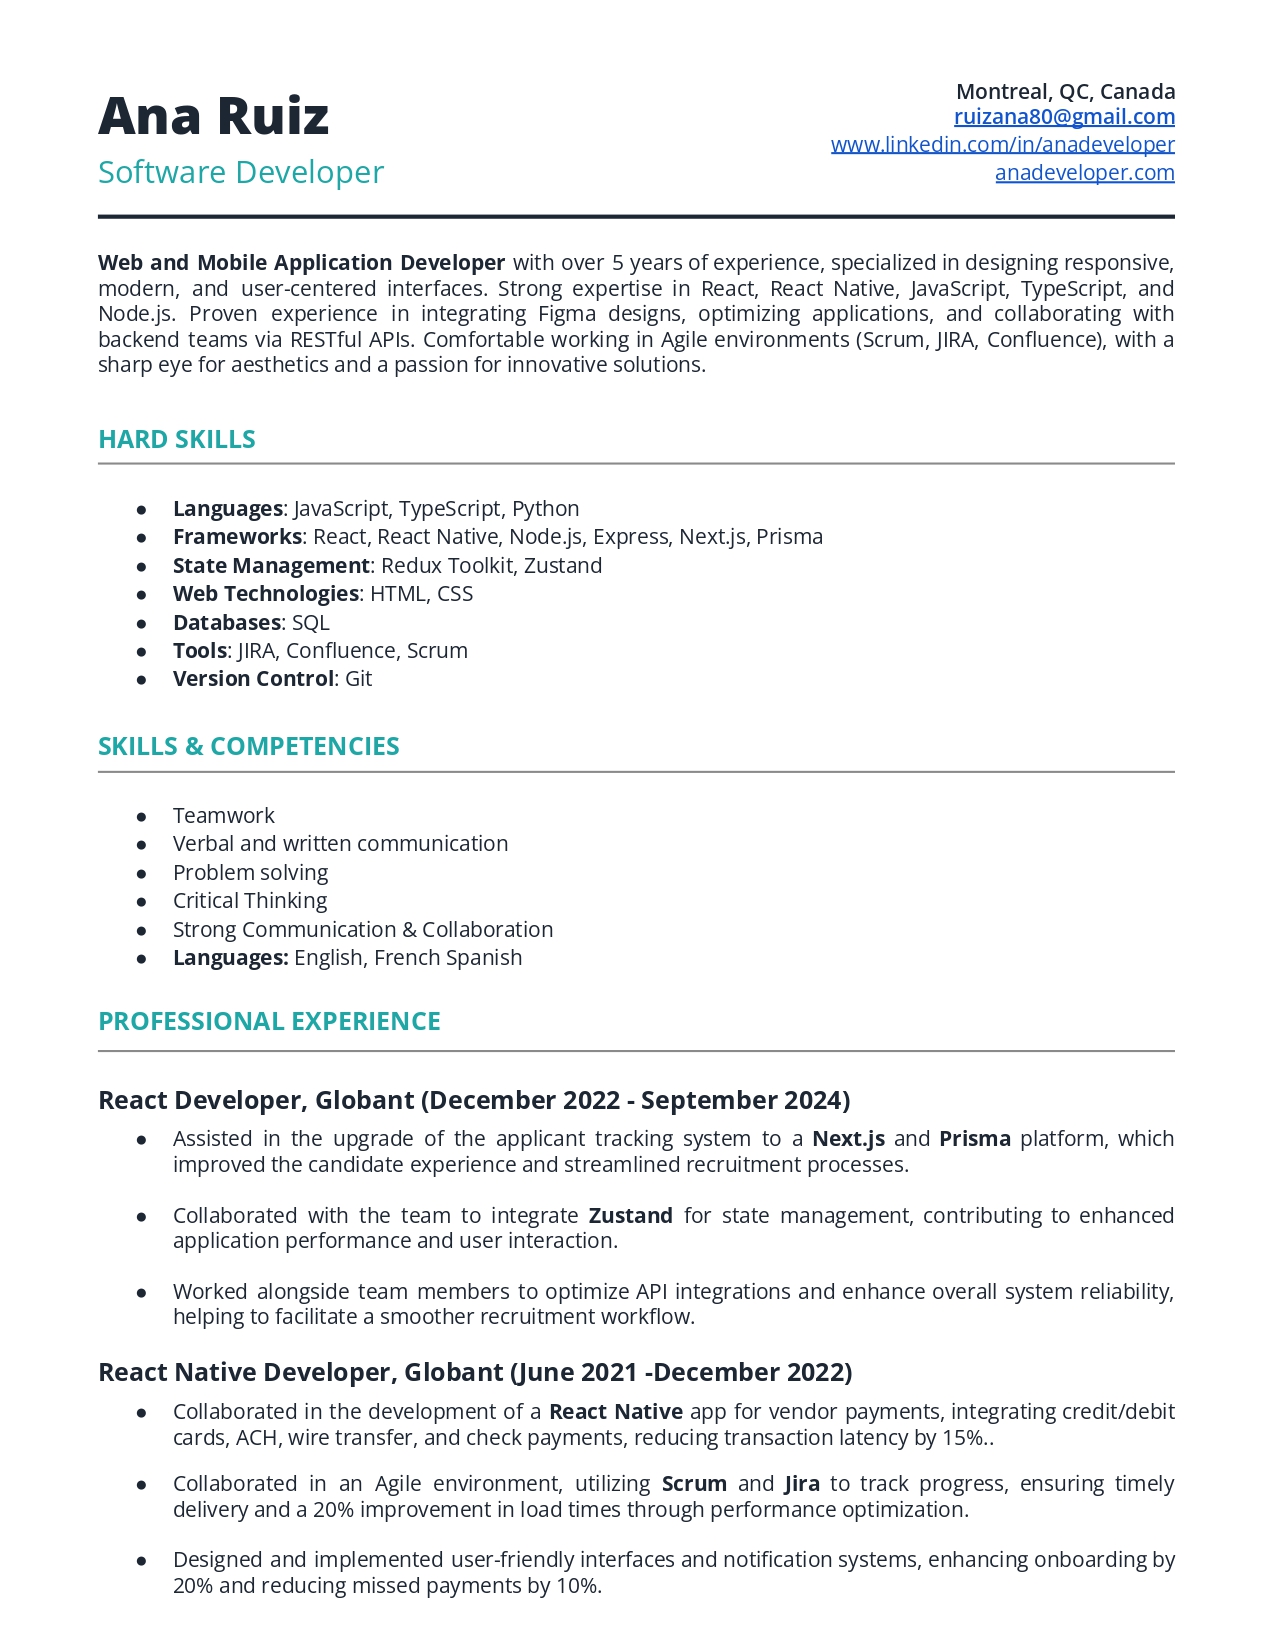 Ana Ruiz
Software Developer
Montreal, QC, Canada
ruizana80@gmail.com
www.linkedin.com/in/anadeveloper
anadeveloper.com
Web and Mobile Application Developer with over 5 years of experience, specialized in designing responsive,
modern, and user-centered interfaces. Strong expertise in React, React Native, JavaScript, TypeScript, and
Node.js. Proven experience in integrating Figma designs, optimizing applications, and collaborating with
backend teams via RESTful APIs. Comfortable working in Agile environments (Scrum, JIRA, Confluence), with a
sharp eye for aesthetics and a passion for innovative solutions.
HARD SKILLS
● Languages: JavaScript, TypeScript, Python
● Frameworks: React, React Native, Node.js, Express, Next.js, Prisma
● State Management: Redux Toolkit, Zustand
● Web Technologies: HTML, CSS
● Databases: SQL
● Tools: JIRA, Confluence, Scrum
● Version Control: Git
SKILLS & COMPETENCIES
● Teamwork
● Verbal and written communication
● Problem solving
● Critical Thinking
● Strong Communication & Collaboration
● Languages: English, French Spanish
PROFESSIONAL EXPERIENCE
React Developer, Globant (December 2022 - September 2024)
● Assisted in the upgrade of the applicant tracking system to a Next.js and Prisma platform, which
improved the candidate experience and streamlined recruitment processes.
● Collaborated with the team to integrate Zustand for state management, contributing to enhanced
application performance and user interaction.
● Worked alongside team members to optimize API integrations and enhance overall system reliability,
helping to facilitate a smoother recruitment workflow.
React Native Developer, Globant (June 2021 -December 2022)
● Collaborated in the development of a React Native app for vendor payments, integrating credit/debit
cards, ACH, wire transfer, and check payments, reducing transaction latency by 15%..
● Collaborated in an Agile environment, utilizing Scrum and Jira to track progress, ensuring timely
delivery and a 20% improvement in load times through performance optimization.
● Designed and implemented user-friendly interfaces and notification systems, enhancing onboarding by
20% and reducing missed payments by 10%.